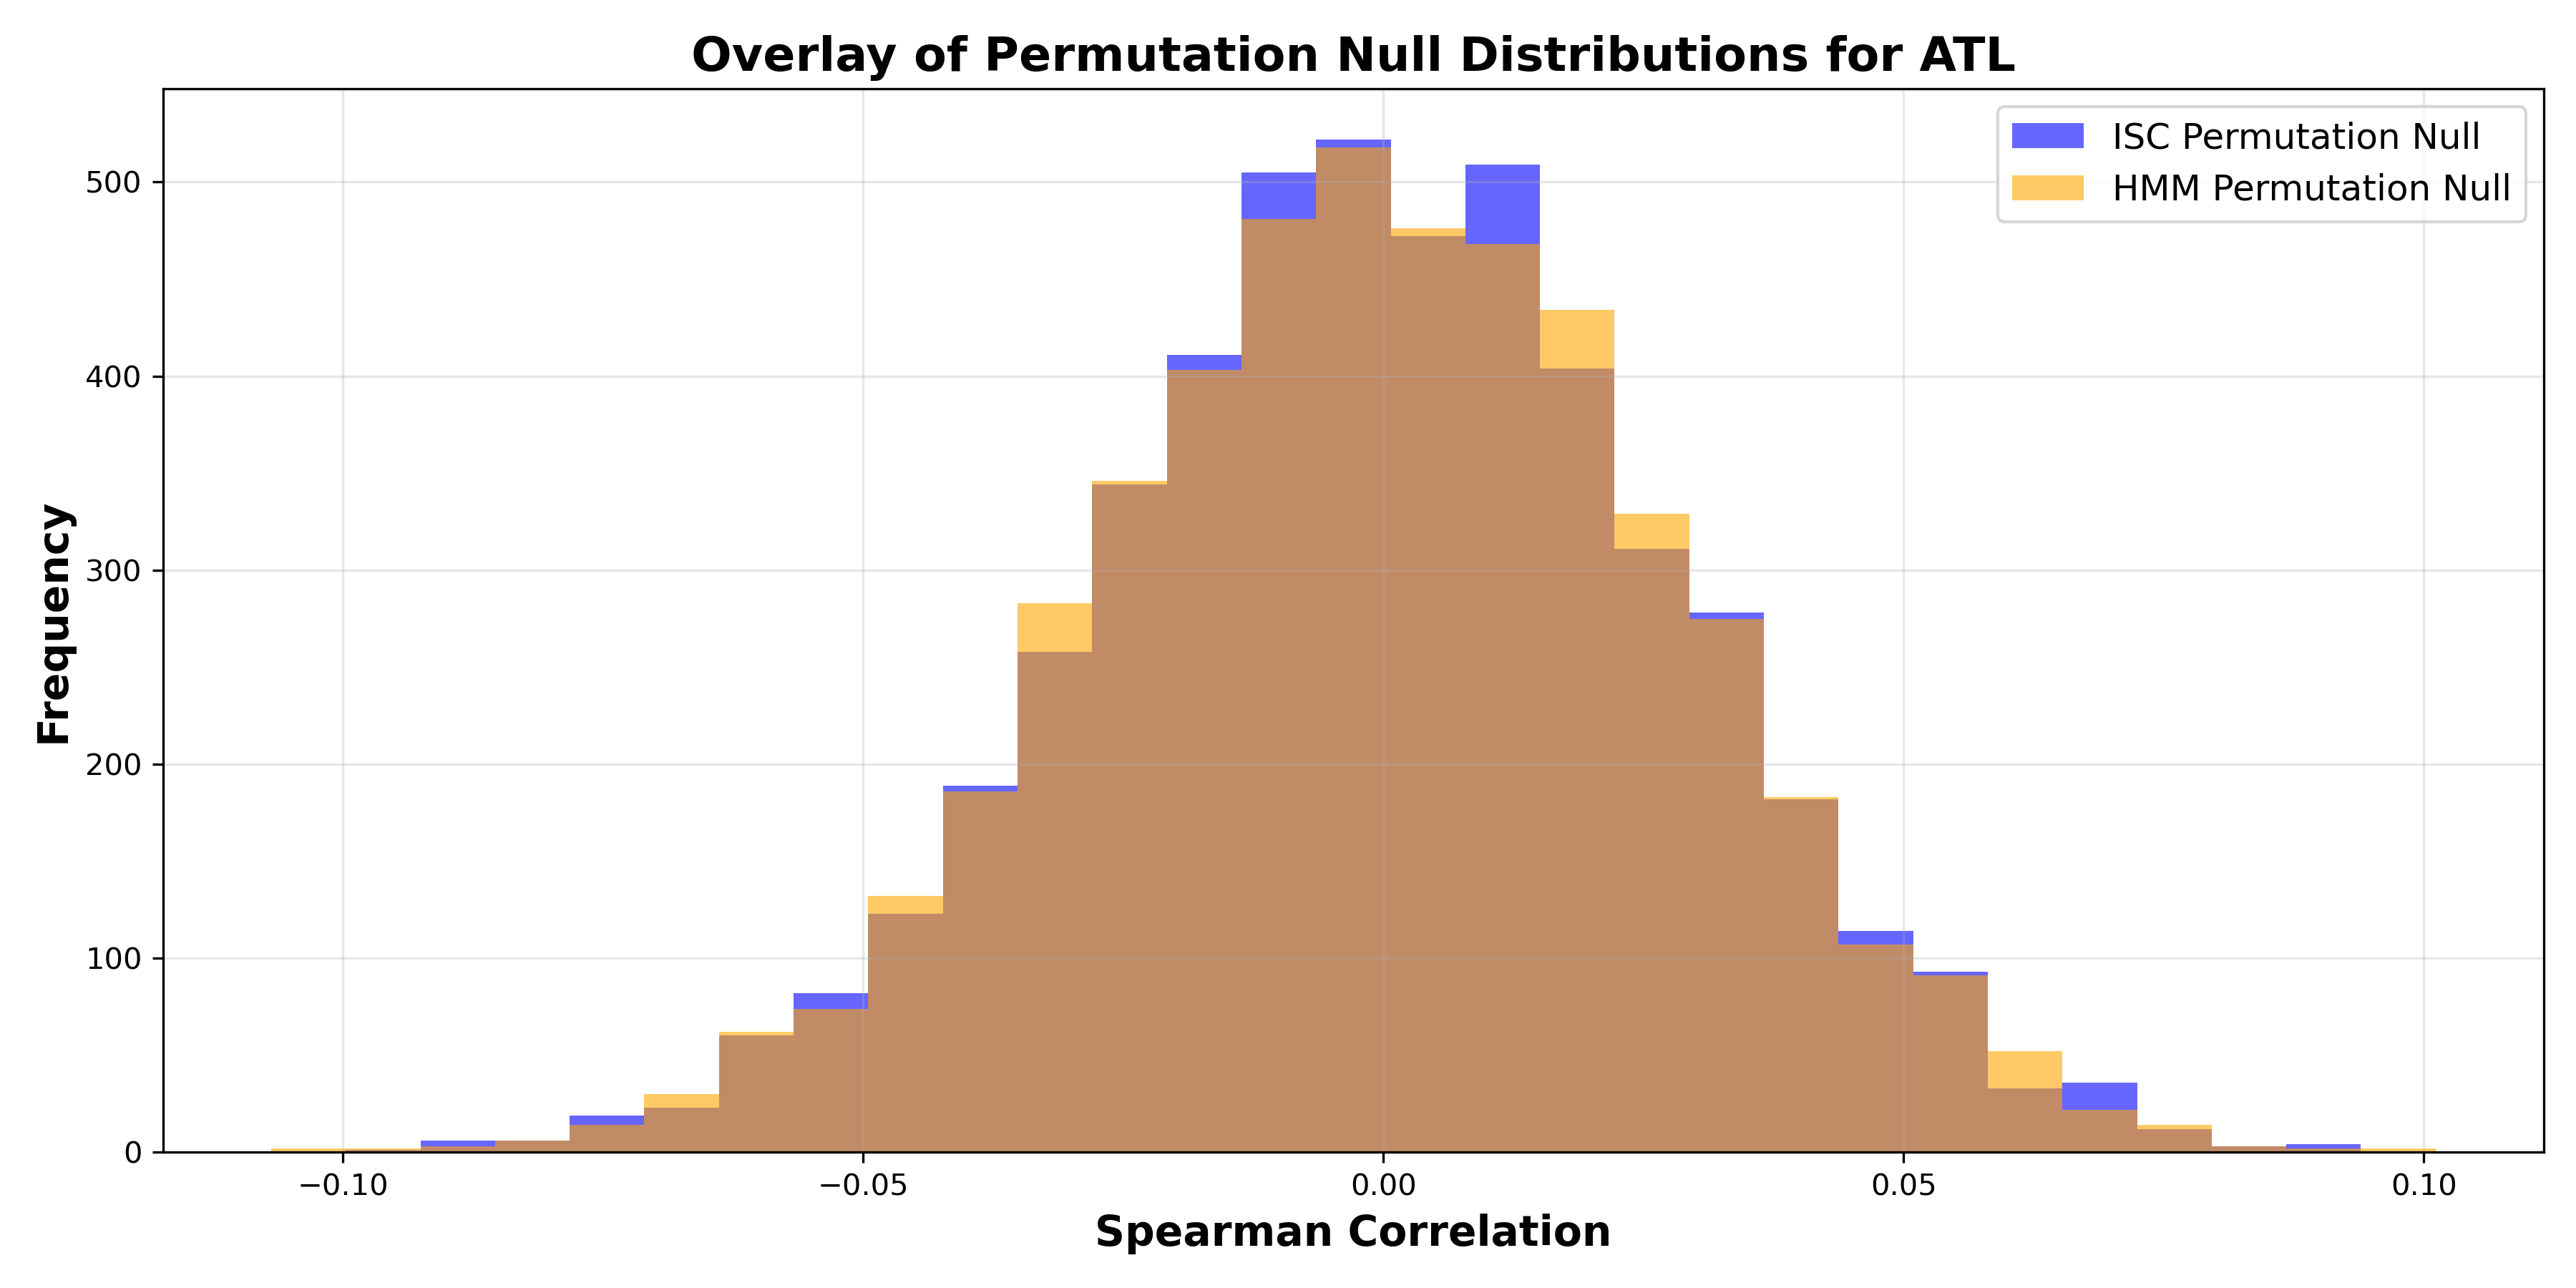 Overlay of Permutation Null Distributions for ATL
ISC Permutation Null
HMM Permutation Null
Frequency
500
400
300
200
100
0
−0.10
−0.05
0.00
0.05
0.10
Spearman Correlation